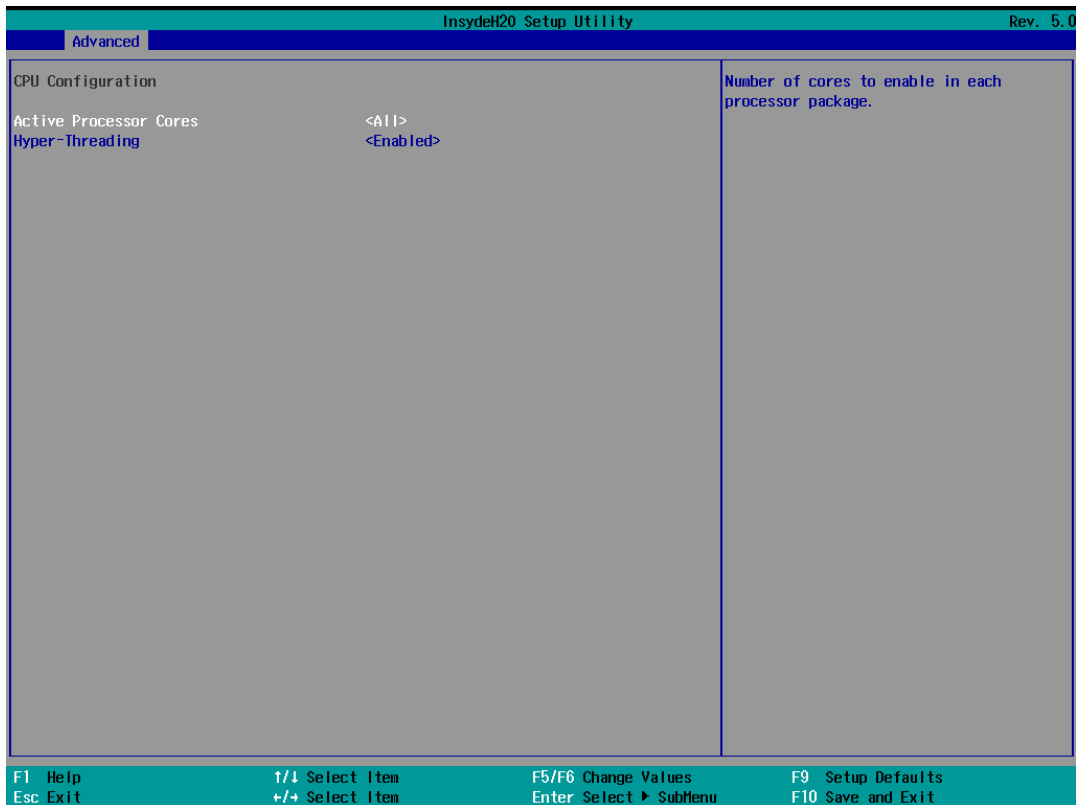 InsydeH20 Setup Utility Rev. 5.0
Advanced
CPU Configuration
Active Processor Cores <All>
Hyper-Threading <Enabled>
Number of cores to enable in each
processor package.
F1 Help ↑/↓ Select Item F5/F6 Change Values F9 Setup Defaults
Esc Exit ←/→ Select Item Enter Select ▶ SubMenu F10 Save and Exit